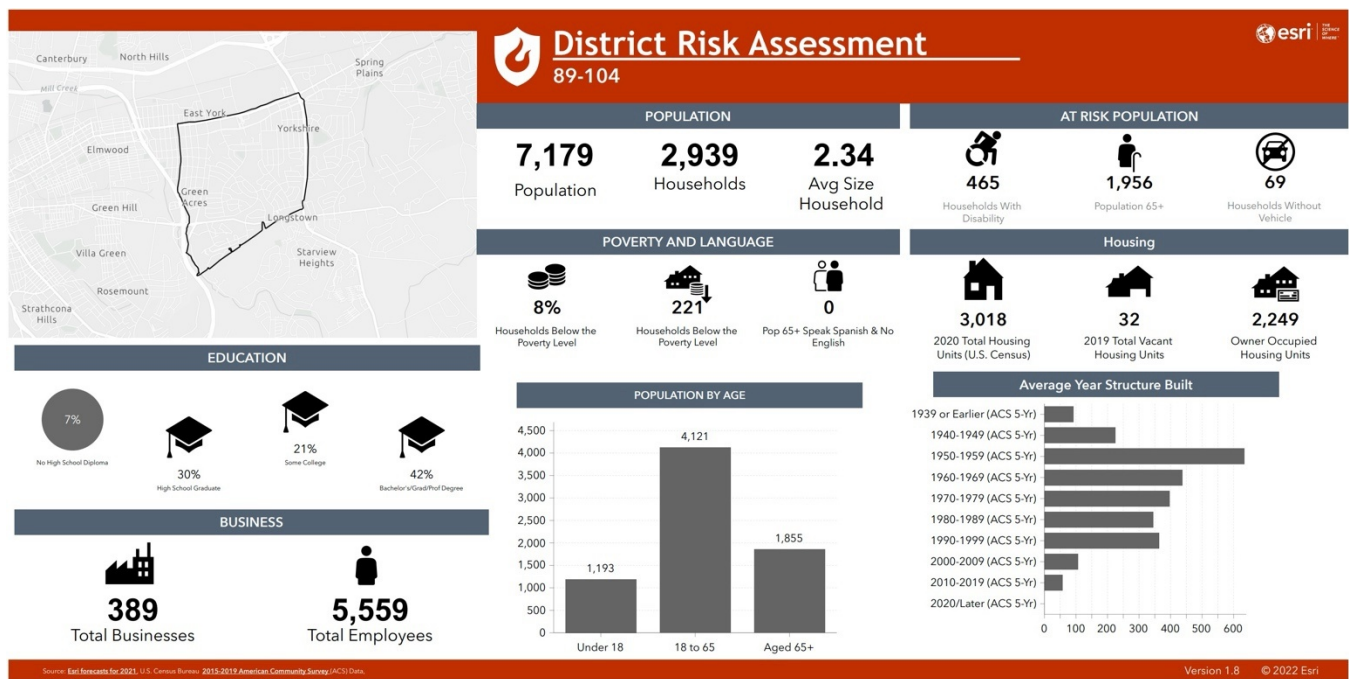 Canterbury
North Hills
Spring
Plains
Mill Creek
East York
Yorkshire
Elmwood
Green
Acres
Green Hill
Longstown
Villa Green
Starview
Heights
Rosemount
Strathcona
Hills
District Risk Assessment
89-104
esri
THE
SCIENCE
OF
WHERE
POPULATION
7,179
Population
2,939
Households
2.34
Avg Size
Household
AT RISK POPULATION
465
Households With
Disability
1,956
Population 65+
69
Households Without
Vehicle
POVERTY AND LANGUAGE
8%
Households Below the
Poverty Level
221
Households Below the
Poverty Level
0
Pop 65+ Speak Spanish & No
English
Housing
3,018
2020 Total Housing
Units (U.S. Census)
32
2019 Total Vacant
Housing Units
2,249
Owner Occupied
Housing Units
EDUCATION
7%
No High School Diploma
30%
High School Graduate
21%
Some College
42%
Bachelor's/Grad/Prof Degree
BUSINESS
389
Total Businesses
5,559
Total Employees
POPULATION BY AGE
4,500
4,000
3,500
3,000
2,500
2,000
1,500
1,000
500
0
1,193
4,121
1,855
Under 18
18 to 65
Aged 65+
Average Year Structure Built
1939 or Earlier (ACS 5-Yr)
1940-1949 (ACS 5-Yr)
1950-1959 (ACS 5-Yr)
1960-1969 (ACS 5-Yr)
1970-1979 (ACS 5-Yr)
1980-1989 (ACS 5-Yr)
1990-1999 (ACS 5-Yr)
2000-2009 (ACS 5-Yr)
2010-2019 (ACS 5-Yr)
2020/Later (ACS 5-Yr)
0 100 200 300 400 500 600
Source: Esri forecasts for 2021, U.S. Census Bureau 2015-2019 American Community Survey (ACS) Data,
Version 1.8 © 2022 Esri